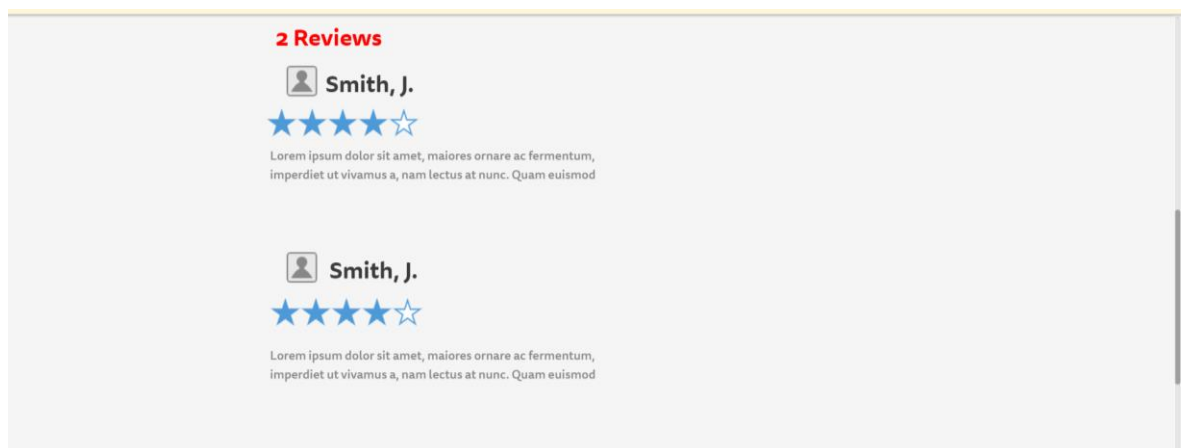 2 Reviews
Smith, J.
Lorem ipsum dolor sit amet, maiores ornare ac fermentum,
imperdiet ut vivamus a, nam lectus at nunc. Quam euismod
Smith, J.
Lorem ipsum dolor sit amet, maiores ornare ac fermentum,
imperdiet ut vivamus a, nam lectus at nunc. Quam euismod